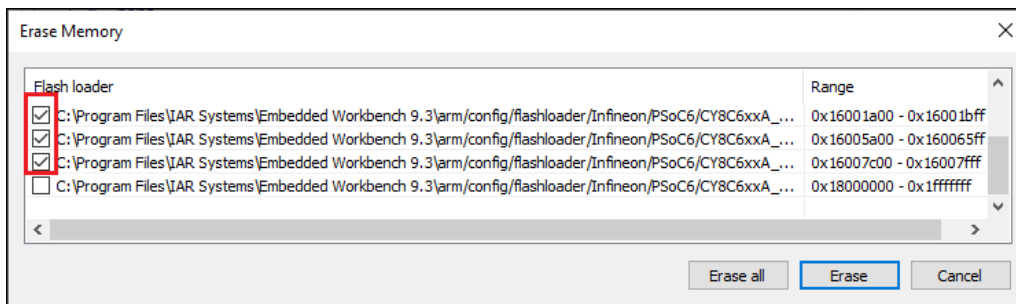 Erase Memory
Flash loader Range
C:\Program Files\IAR Systems\Embedded Workbench 9.3\arm/config/flashloader/Infineon/PSoC6/CY8C6xxA_... 0x16001a00 - 0x16001bff
C:\Program Files\IAR Systems\Embedded Workbench 9.3\arm/config/flashloader/Infineon/PSoC6/CY8C6xxA_... 0x16005a00 - 0x160065ff
C:\Program Files\IAR Systems\Embedded Workbench 9.3\arm/config/flashloader/Infineon/PSoC6/CY8C6xxA_... 0x16007c00 - 0x16007fff
C:\Program Files\IAR Systems\Embedded Workbench 9.3\arm/config/flashloader/Infineon/PSoC6/CY8C6xxA_... 0x18000000 - 0x1fffffff
Erase all Erase Cancel